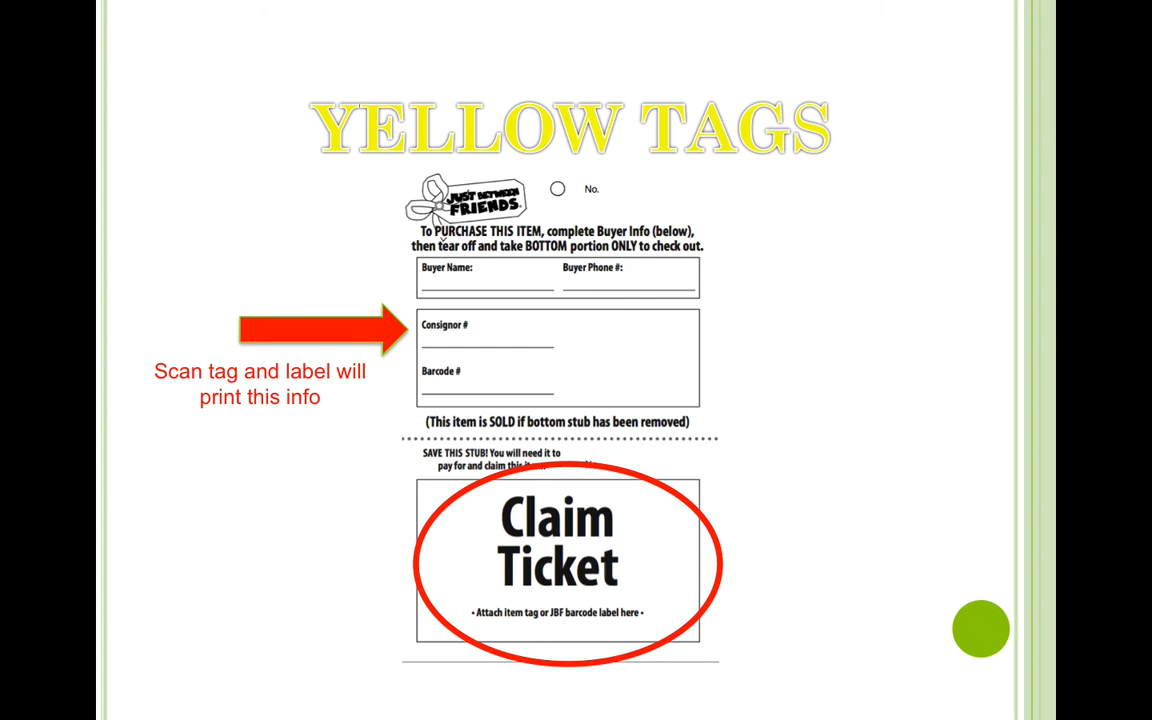 YELLOW TAGS
JUST BETWEEN
FRIENDS
No.
To PURCHASE THIS ITEM, complete Buyer Info (below),
then tear off and take BOTTOM portion ONLY to check out.
Buyer Name: Buyer Phone #:
Consignor #
Scan tag and label will
print this info
Barcode #
(This item is SOLD if bottom stub has been removed)
SAVE THIS STUB! You will need it to
pay for and claim this item.
Claim
Ticket
• Attach item tag or JBF barcode label here •